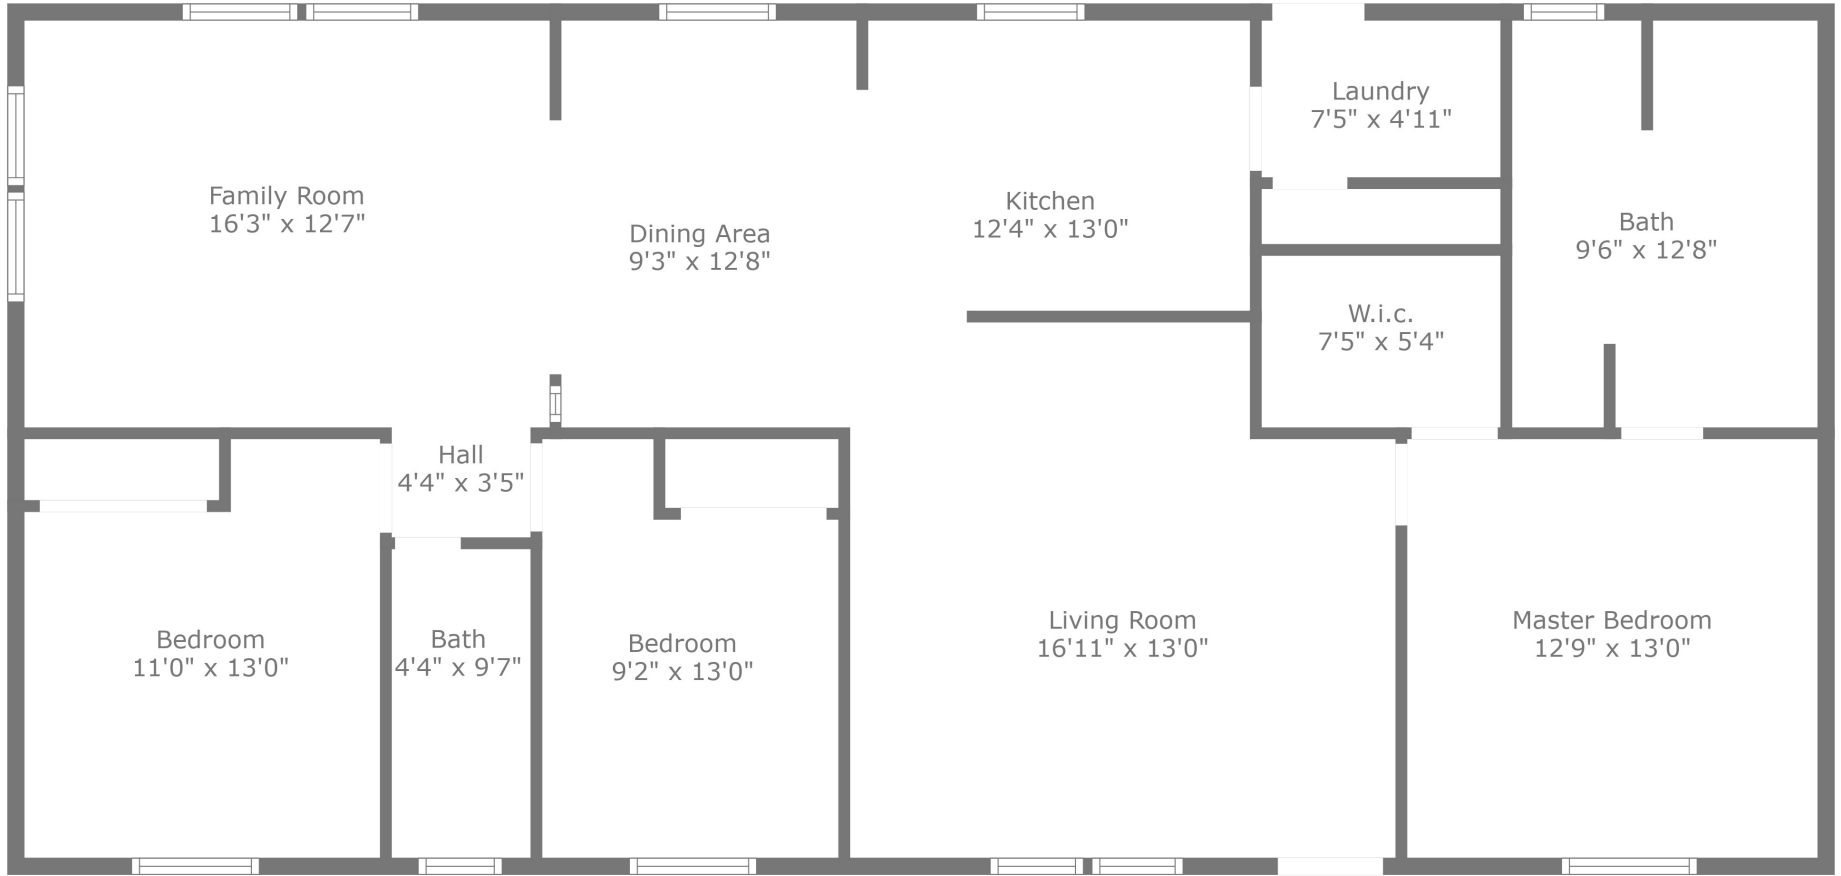 Laundry
7'5" x 4'11"
Family Room
16'3" x 12'7"
Kitchen
12'4" x 13'0"
Dining Area
9'3" x 12'8"
Bath
9'6" x 12'8"
W.i.c.
7'5" x 5'4"
Hall
4'4" x 3'5"
Bedroom
11'0" x 13'0"
Bath
4'4" x 9'7"
Bedroom
9'2" x 13'0"
Living Room
16'11" x 13'0"
Master Bedroom
12'9" x 13'0"